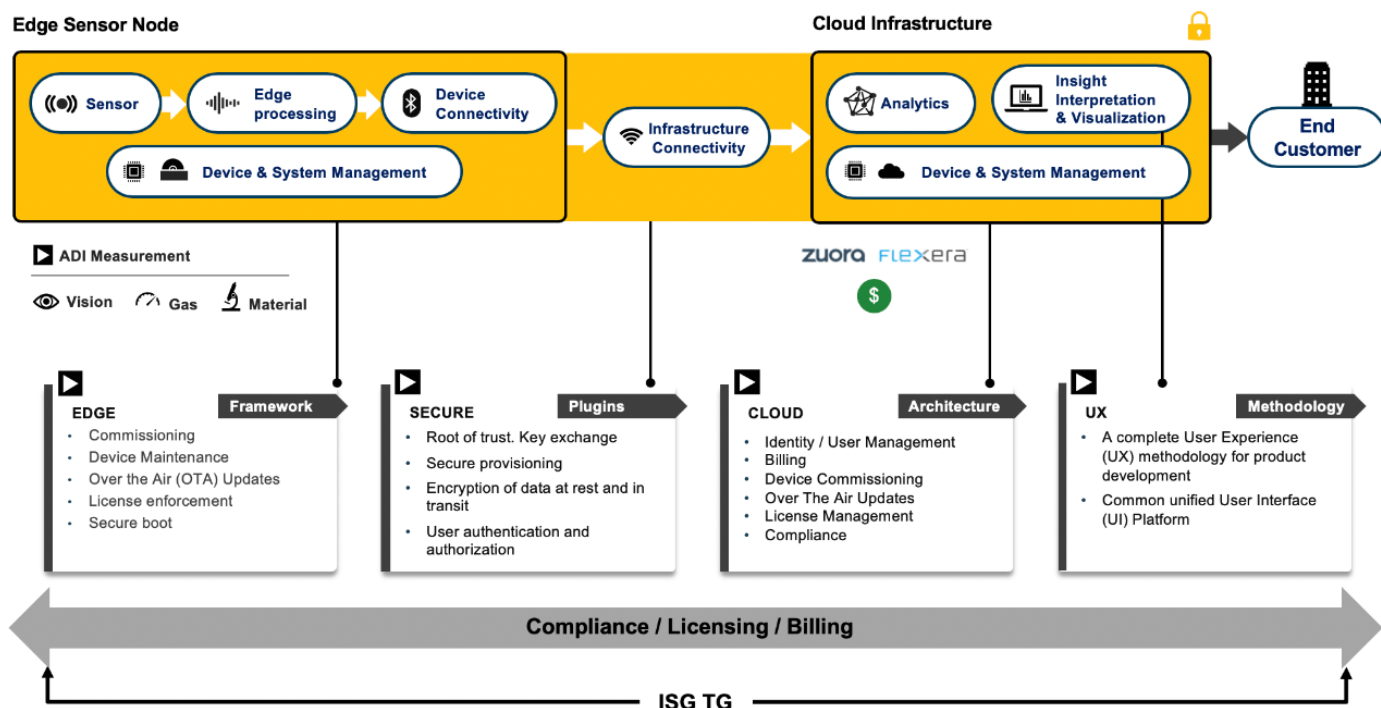 Edge Sensor Node
Cloud Infrastructure
Sensor
Edge
processing
Device
Connectivity
Device & System Management
Infrastructure
Connectivity
Analytics
Insight
Interpretation
& Visualization
Device & System Management
End
Customer
ADI Measurement
Vision
Gas
Material
zuora
FLEXera
$
EDGE
Framework
• Commissioning
• Device Maintenance
• Over the Air (OTA) Updates
• License enforcement
• Secure boot
SECURE
Plugins
• Root of trust. Key exchange
• Secure provisioning
• Encryption of data at rest and in
transit
• User authentication and
authorization
CLOUD
Architecture
• Identity / User Management
• Billing
• Device Commissioning
• Over The Air Updates
• License Management
• Compliance
UX
Methodology
• A complete User Experience
(UX) methodology for product
development
• Common unified User Interface
(UI) Platform
Compliance / Licensing / Billing
ISG TG